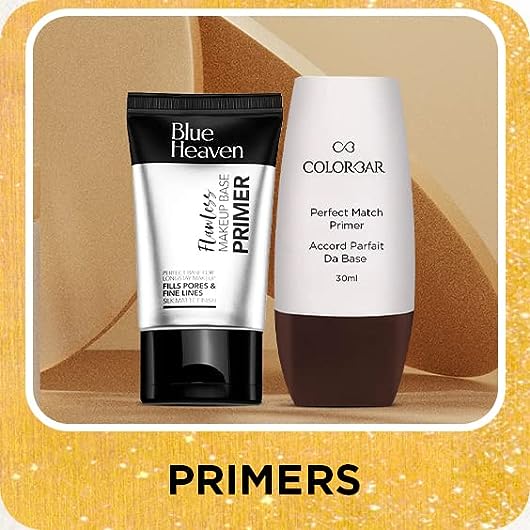 Blue
Heaven
Flawless
MAKEUP BASE
PRIMER
PERFECT BASE FOR
LONGSTAY MAKEUP
FILLS PORES &
FINE LINES
SILK MATTE FINISH
COLORBAR
Perfect Match
Primer
Accord Parfait
Da Base
30ml
PRIMERS